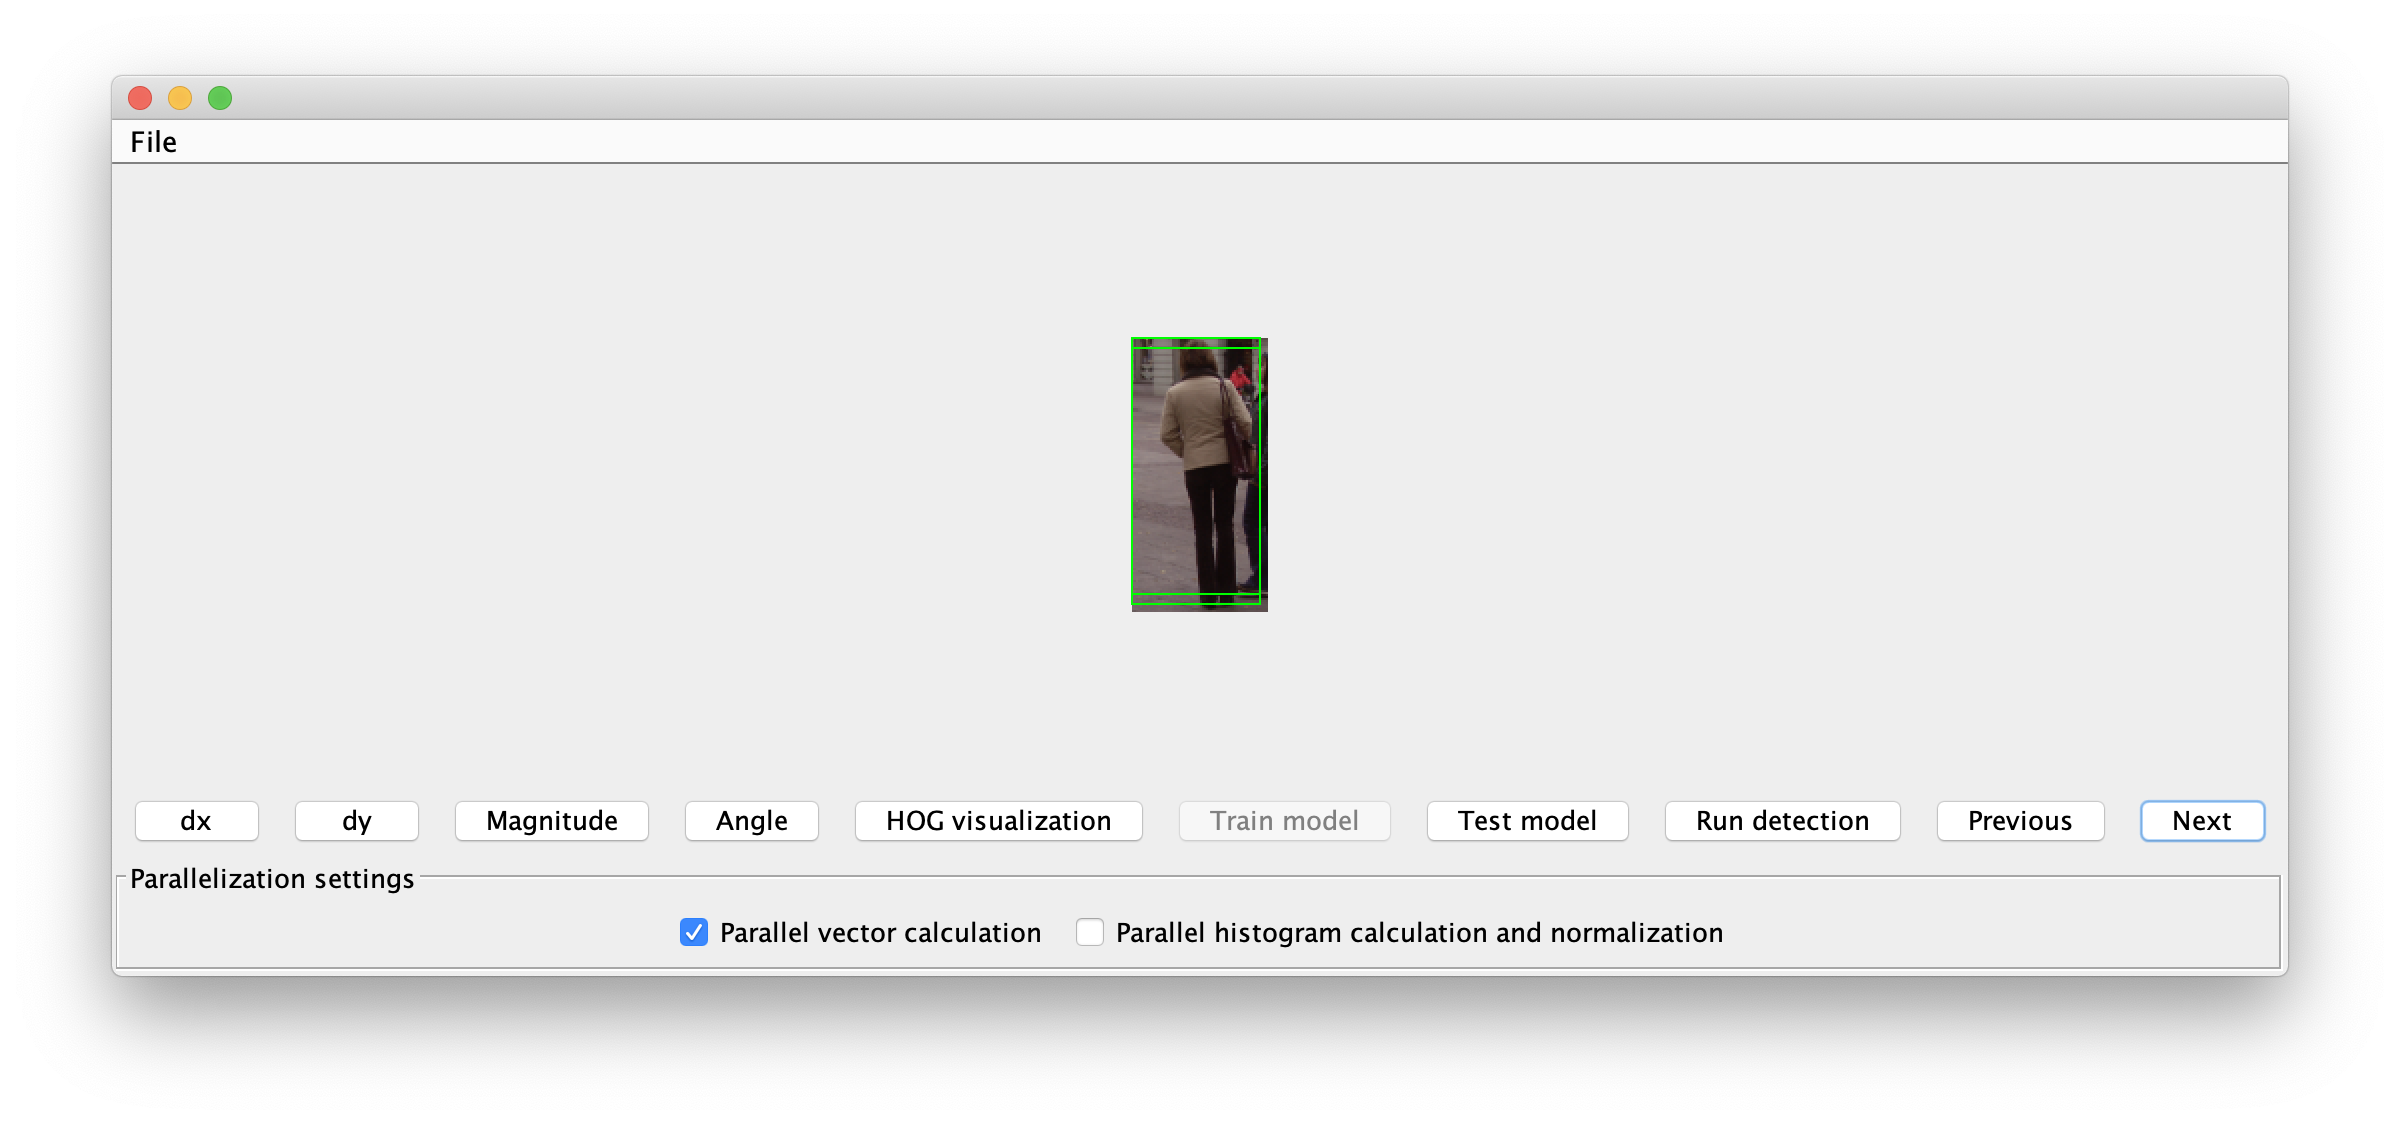 File
dx dy Magnitude Angle HOG visualization Train model Test model Run detection Previous Next
Parallelization settings
Parallel vector calculation Parallel histogram calculation and normalization